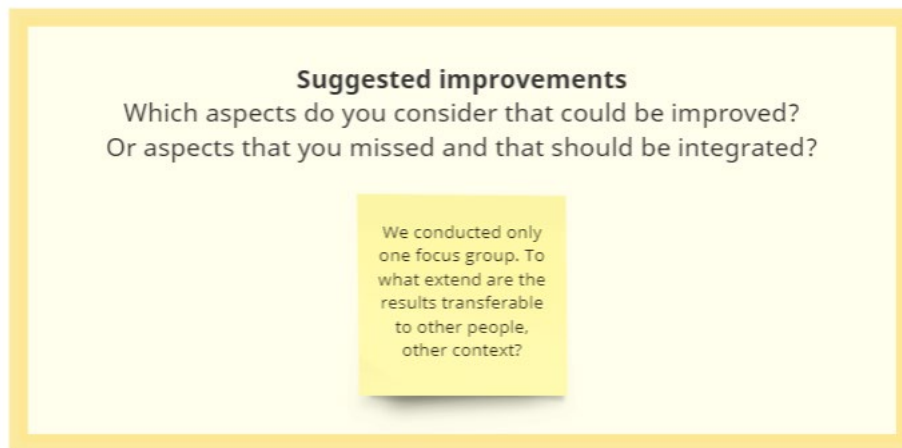 Suggested improvements
Which aspects do you consider that could be improved?
Or aspects that you missed and that should be integrated?
We conducted only
one focus group. To
what extend are the
results transferable
to other people,
other context?